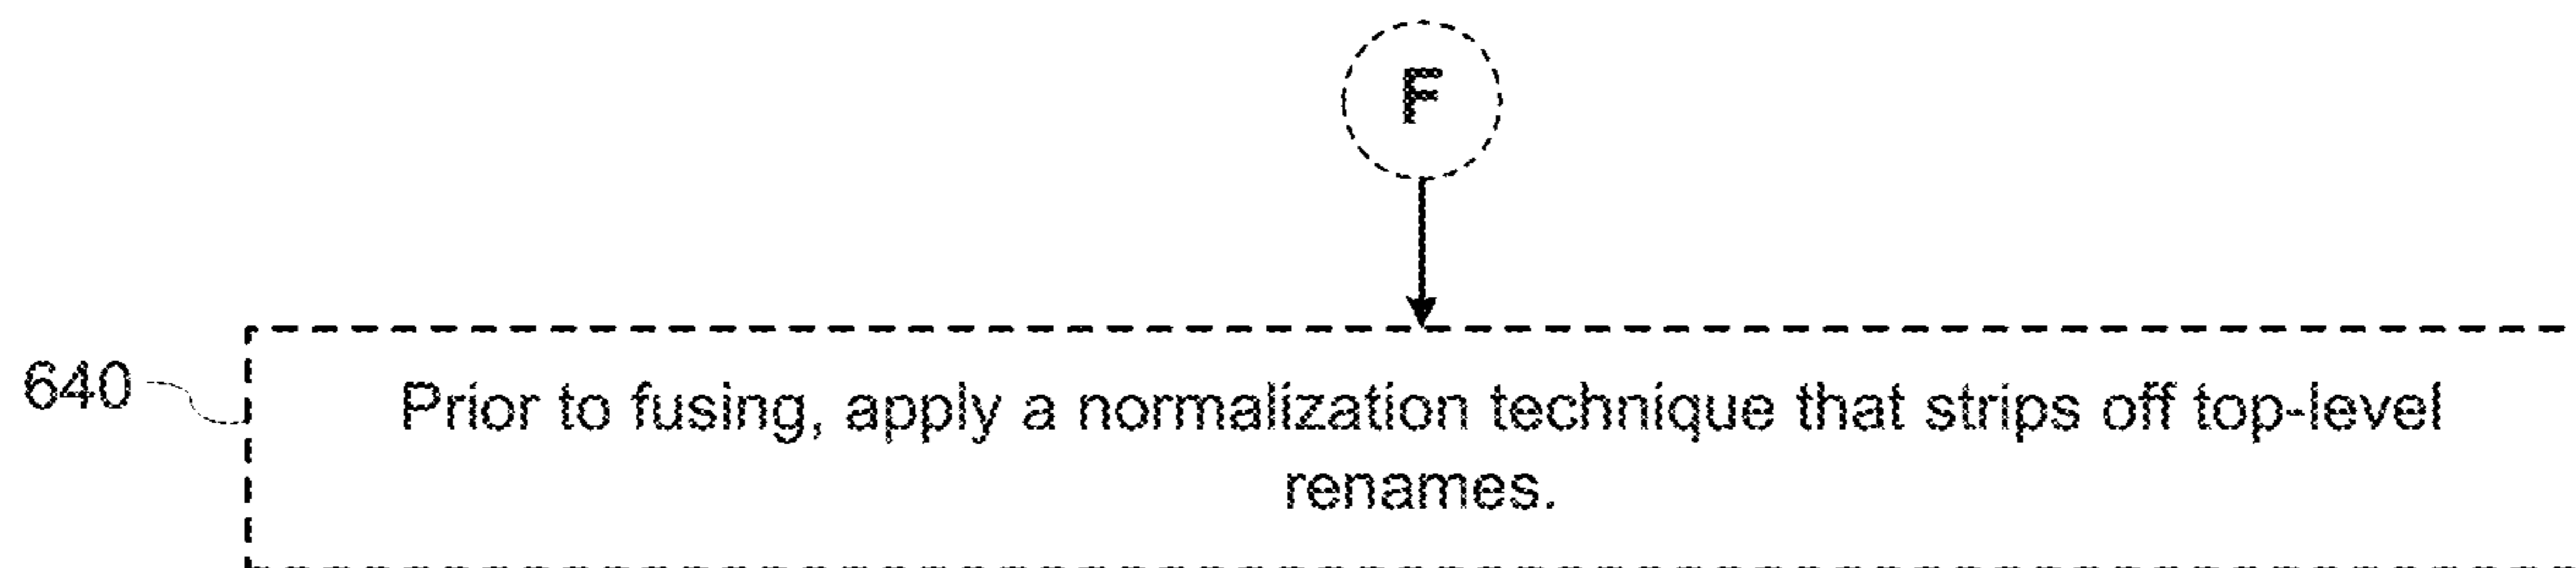 F
640
Prior to fusing, apply a normalization technique that strips off top-level
renames.